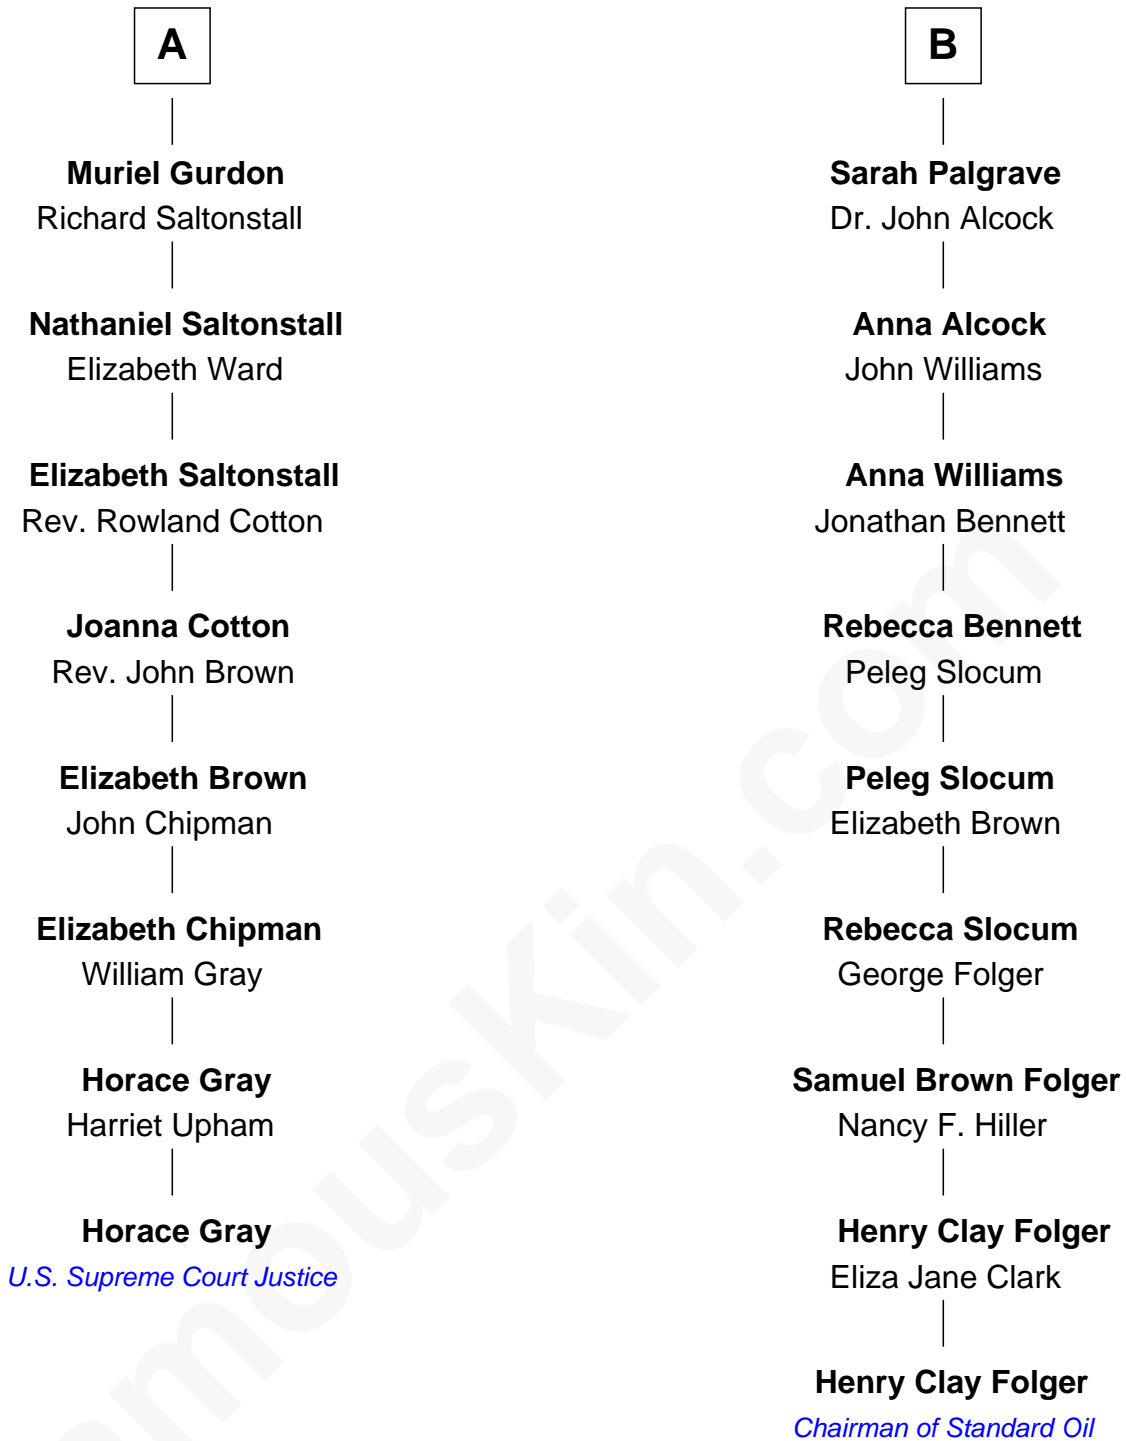 A
Muriel Gurdon
Richard Saltonstall
Nathaniel Saltonstall
Elizabeth Ward
Elizabeth Saltonstall
Rev. Rowland Cotton
Joanna Cotton
Rev. John Brown
Elizabeth Brown
John Chipman
Elizabeth Chipman
William Gray
Horace Gray
Harriet Upham
Horace Gray
U.S. Supreme Court Justice
B
Sarah Palgrave
Dr. John Alcock
Anna Alcock
John Williams
Anna Williams
Jonathan Bennett
Rebecca Bennett
Peleg Slocum
Peleg Slocum
Elizabeth Brown
Rebecca Slocum
George Folger
Samuel Brown Folger
Nancy F. Hiller
Henry Clay Folger
Eliza Jane Clark
Henry Clay Folger
Chairman of Standard Oil
amouskin.com